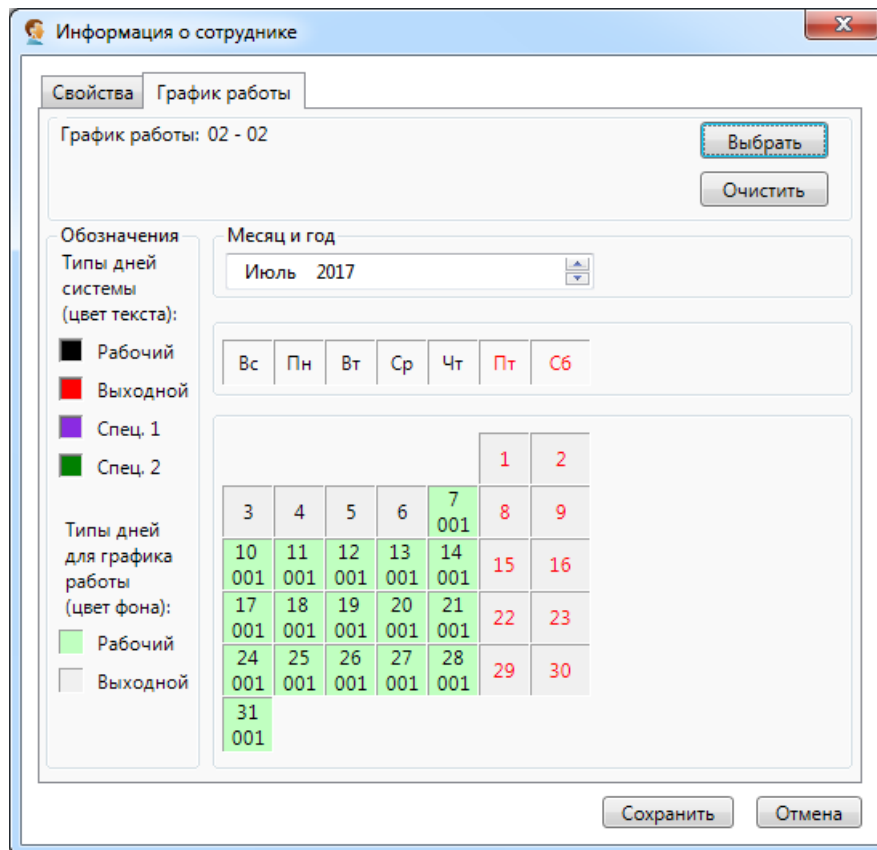 Информация о сотруднике
Свойства График работы
График работы: 02 - 02
Выбрать
Очистить
Обозначения
Типы дней
системы
(цвет текста):
Рабочий
Выходной
Спец. 1
Спец. 2
Типы дней
для графика
работы
(цвет фона):
Рабочий
Выходной
Месяц и год
Июль 2017
Вс Пн Вт Ср Чт Пт Сб
1 2
3 4 5 6 7 8 9
001
10 11 12 13 14 15 16
001 001 001 001 001
17 18 19 20 21 22 23
001 001 001 001 001
24 25 26 27 28 29 30
001 001 001 001 001
31
001
Сохранить Отмена